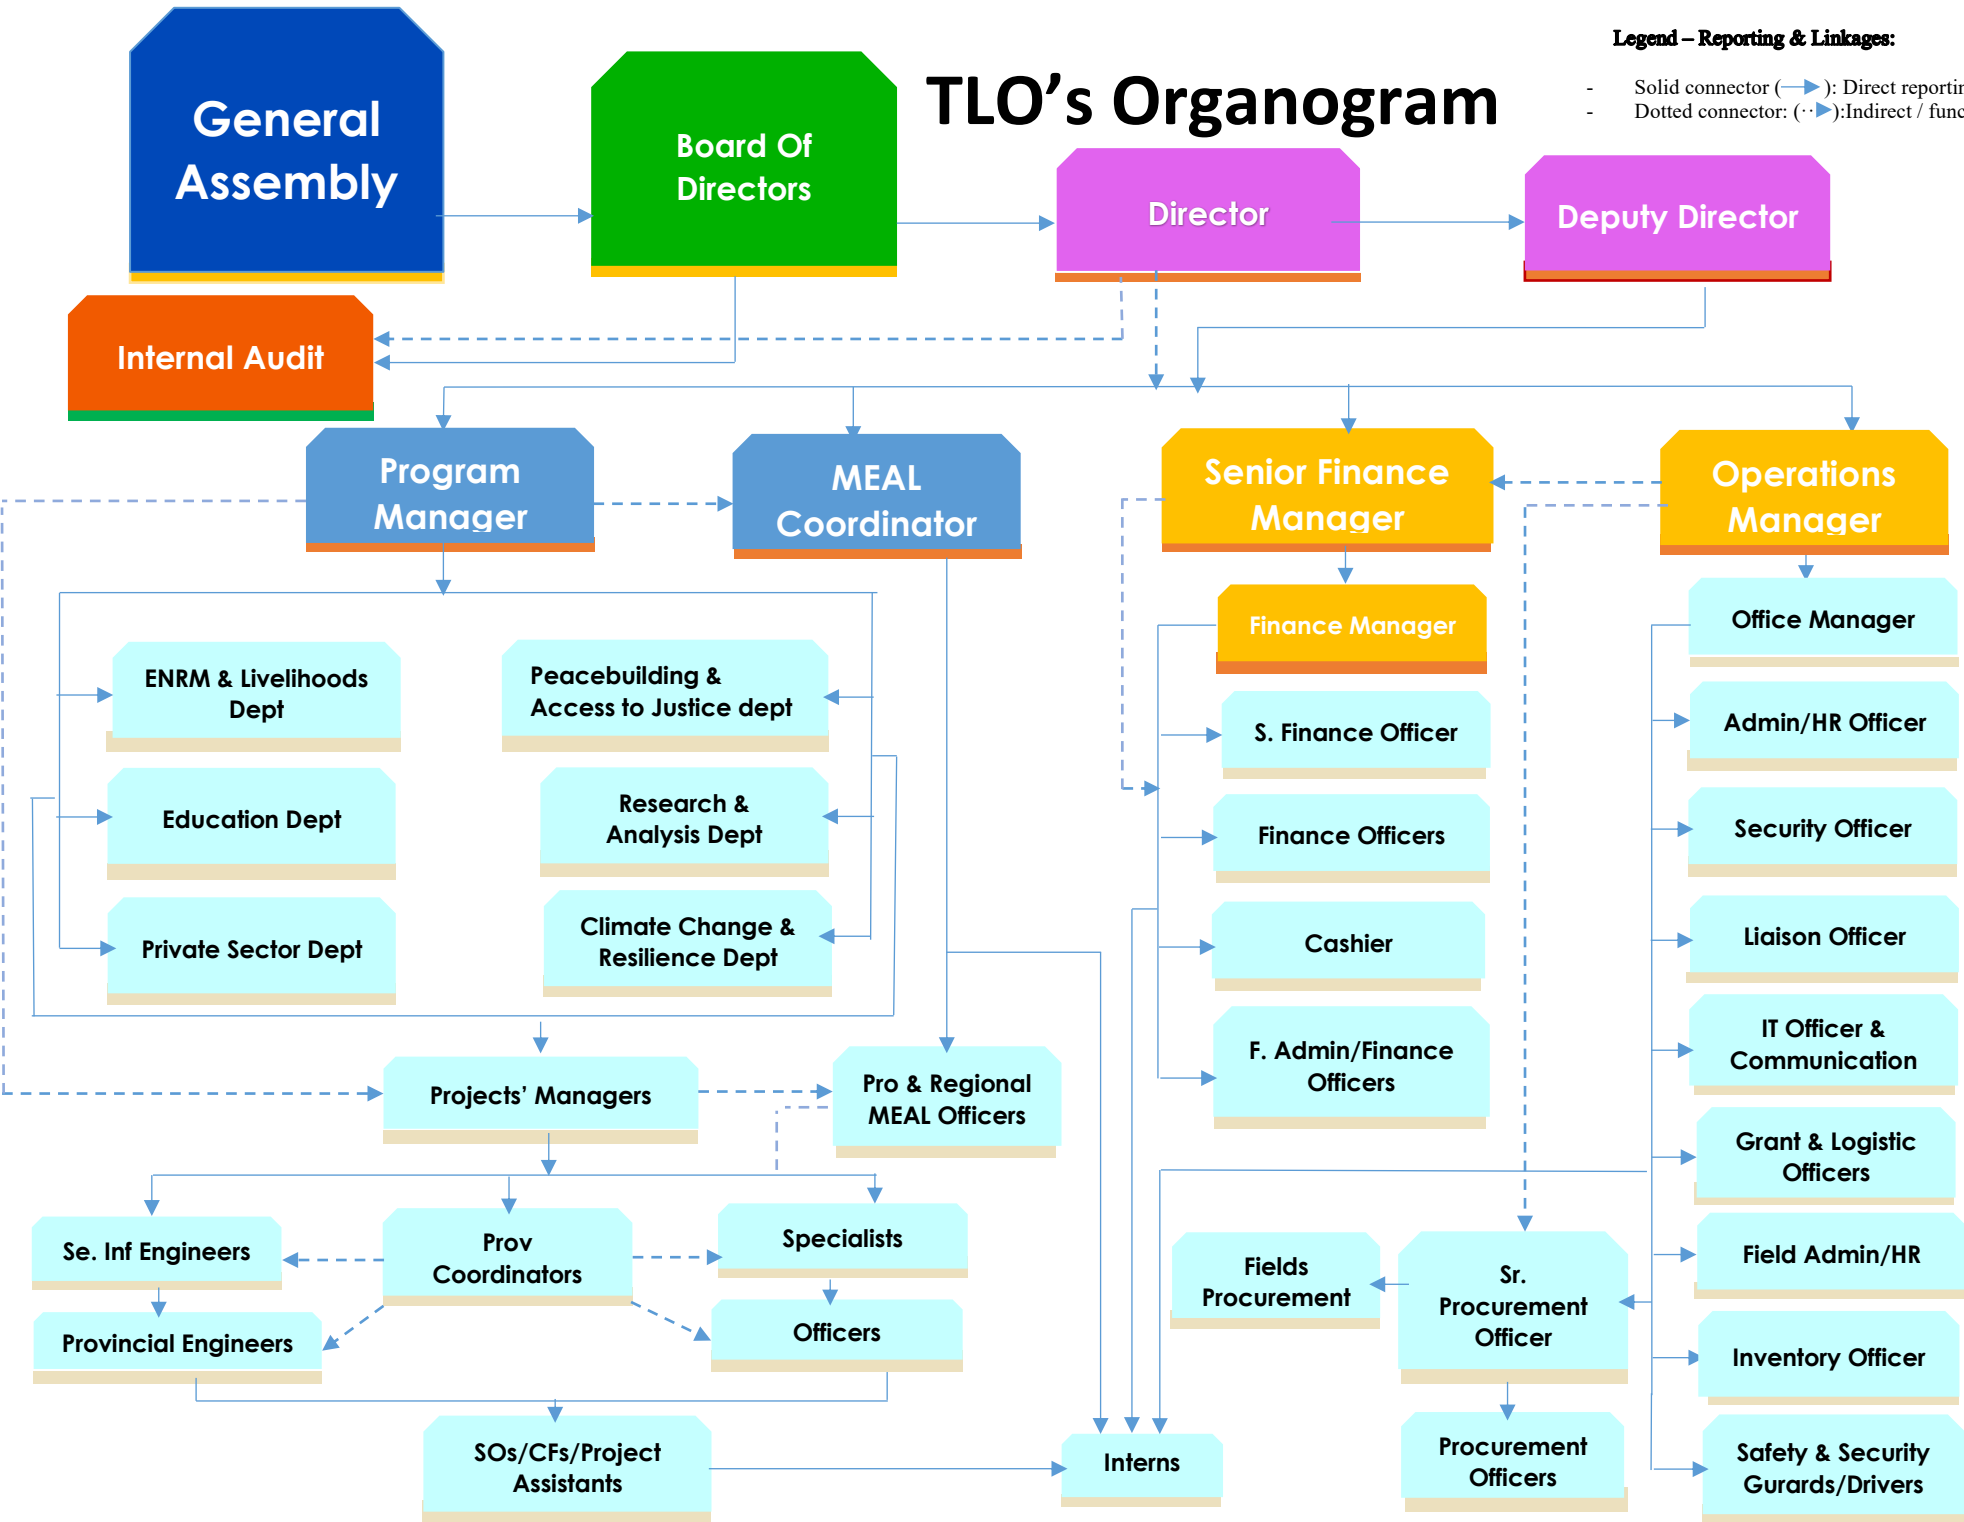 Legend – Reporting & Linkages:
TLO’s Organogram
- Solid connector (): Direct reportin
- Dotted connector: (··):Indirect / func
General
Assembly
Board Of
Directors
Director
Deputy Director
Internal Audit
Program
Manager
MEAL
Coordinator
Senior Finance
Manager
Operations
Manager
Finance Manager
Office Manager
ENRM & Livelihoods
Dept
Peacebuilding &
Access to Justice dept
S. Finance Officer
Admin/HR Officer
Education Dept
Research &
Analysis Dept
Finance Officers
Security Officer
Private Sector Dept
Climate Change &
Resilience Dept
Cashier
Liaison Officer
F. Admin/Finance
Officers
IT Officer &
Communication
Projects’ Managers
Pro & Regional
MEAL Officers
Grant & Logistic
Officers
Se. Inf Engineers
Prov
Coordinators
Specialists
Fields
Procurement
Sr.
Procurement
Officer
Field Admin/HR
Provincial Engineers
Officers
Inventory Officer
SOs/CFs/Project
Assistants
Interns
Procurement
Officers
Safety & Security
Gurards/Drivers